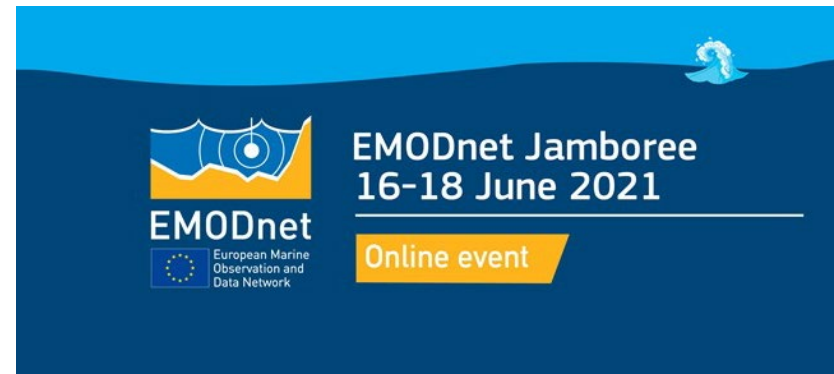 EMODnet
European Marine
Observation and
Data Network
EMODnet Jamboree
16-18 June 2021
Online event